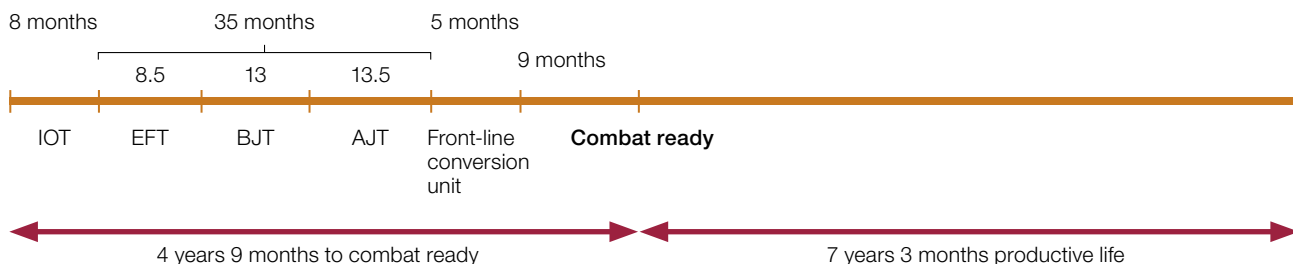 8 months 35 months 5 months
8.5 13 13.5 9 months
IOT EFT BJT AJT Front-line conversion unit Combat ready
4 years 9 months to combat ready 7 years 3 months productive life